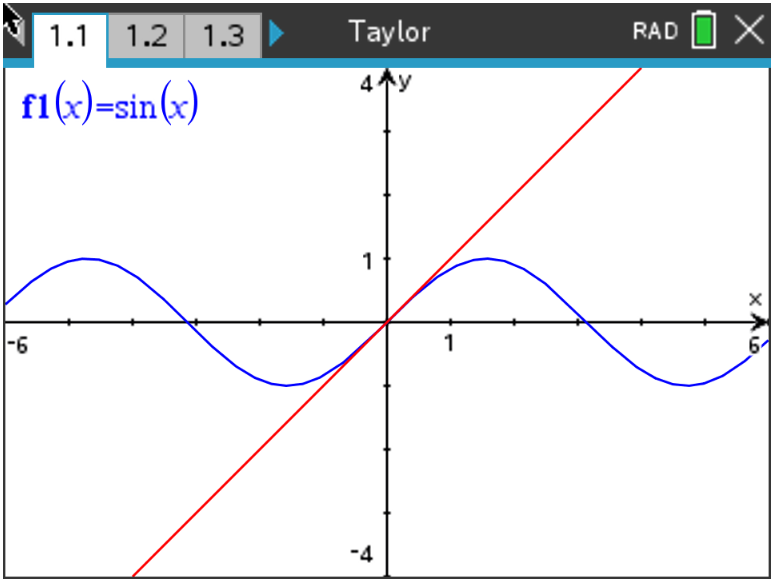 1.1 1.2 1.3 Taylor RAD
4 y
f1(x)=sin(x)
1
x
-6 1 6
-4